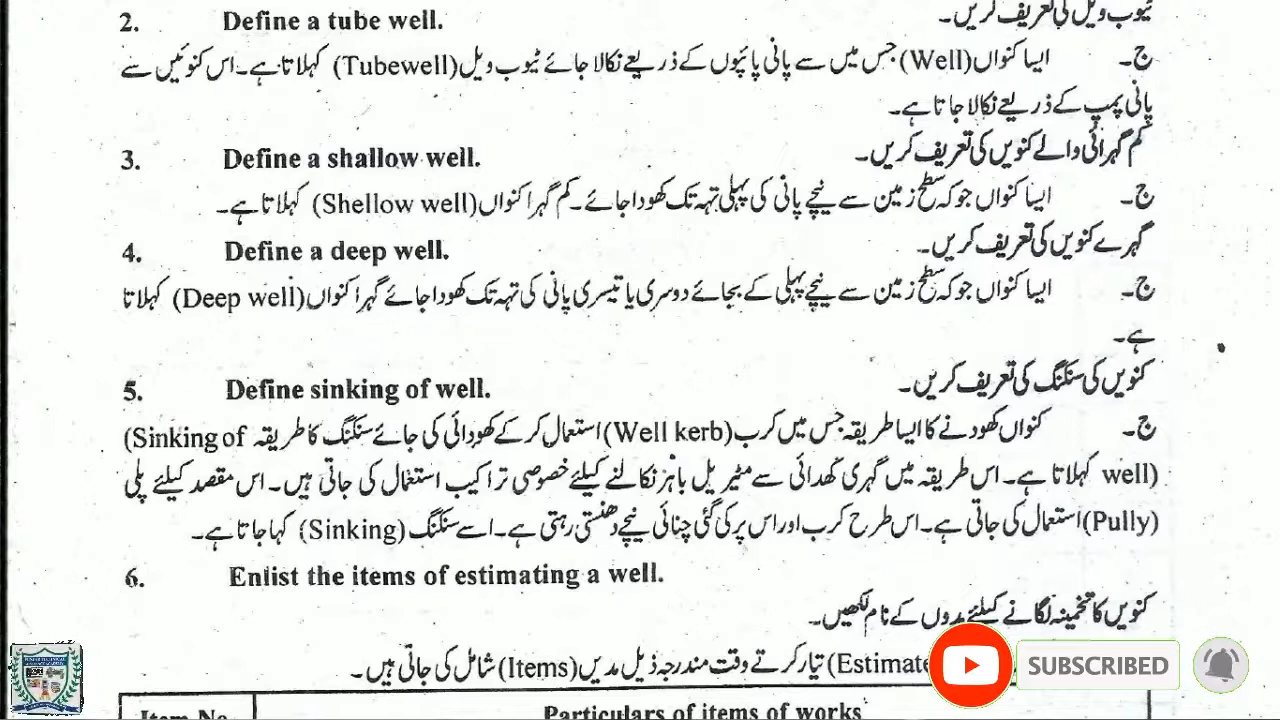 2. Define a tube well. ٹیوب ویل کی تعریف کریں۔
ج۔ ایسا کنواں (Well) جس میں سے پانی پائپوں کے ذریعے نکالا جائے ٹیوب ویل (Tubewell) کہلاتا ہے۔ اس کنوئیں سے
پانی پمپ کے ذریعے نکالا جاتا ہے۔
3. Define a shallow well. کم گہرائی والے کنویں کی تعریف کریں۔
ج۔ ایسا کنواں جو کہ سطح زمین سے نیچے پانی کی پہلی تہہ تک کھودا جائے۔ کم گہرا کنواں (Shellow well) کہلاتا ہے۔
4. Define a deep well. گہرے کنویں کی تعریف کریں۔
ج۔ ایسا کنواں جو کہ سطح زمین سے نیچے پہلی کے بجائے دوسری یا تیسری پانی کی تہہ تک کھودا جائے گہرا کنواں (Deep well) کہلاتا
ہے۔
5. Define sinking of well. کنویں کی سنکنگ کی تعریف کریں۔
ج۔ کنواں کھودنے کا ایسا طریقہ جس میں کرب (Well kerb) استعمال کر کے کھودائی کی جائے سنکنگ کا طریقہ (Sinking of
well) کہلاتا ہے۔ اس طریقہ میں گہری کھدائی سے مٹیریل باہر نکالنے کیلئے خصوصی تراکیب استعمال کی جاتی ہیں۔ اس مقصد کیلئے پلی
(Pully) استعمال کی جاتی ہے۔ اس طرح کرب اور اس پر کی گئی چنائی نیچے دھنستی رہتی ہے۔ اسے سنکنگ (Sinking) کہا جاتا ہے۔
6. Enlist the items of estimating a well.
کنویں کا تخمینہ لگانے کیلئے مدوں کے نام لکھیں۔
(Estimate تیار کرتے وقت مندرجہ ذیل مدیں (Items) شامل کی جاتی ہیں۔
SUBSCRIBED
Item No. Particulars of items of works